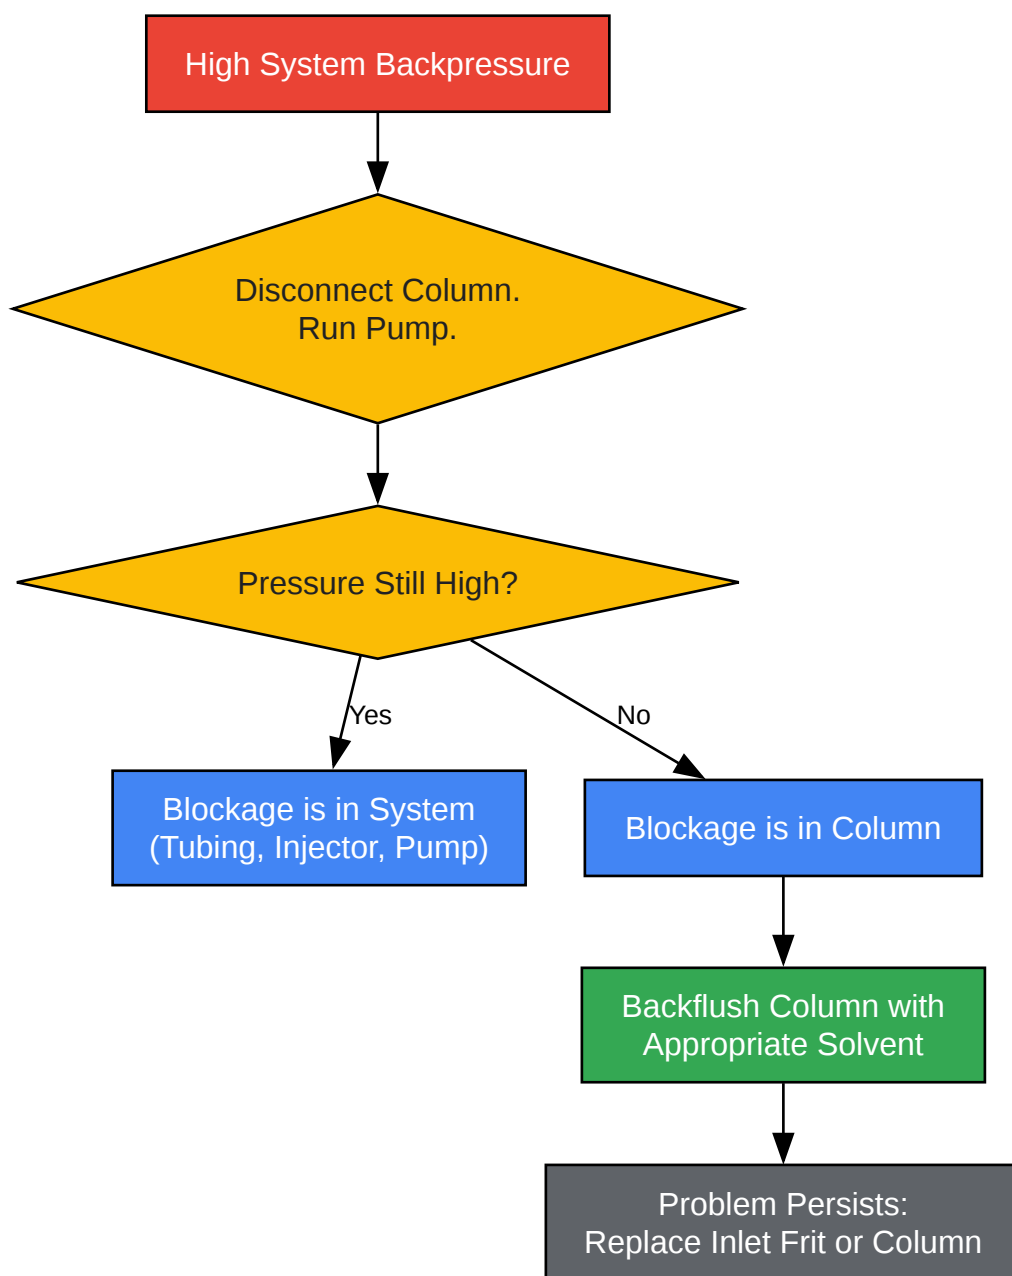 High System Backpressure
Disconnect Column.
Run Pump.
Pressure Still High?
Yes
No
Blockage is in System
(Tubing, Injector, Pump)
Blockage is in Column
Backflush Column with
Appropriate Solvent
Problem Persists:
Replace Inlet Frit or Column